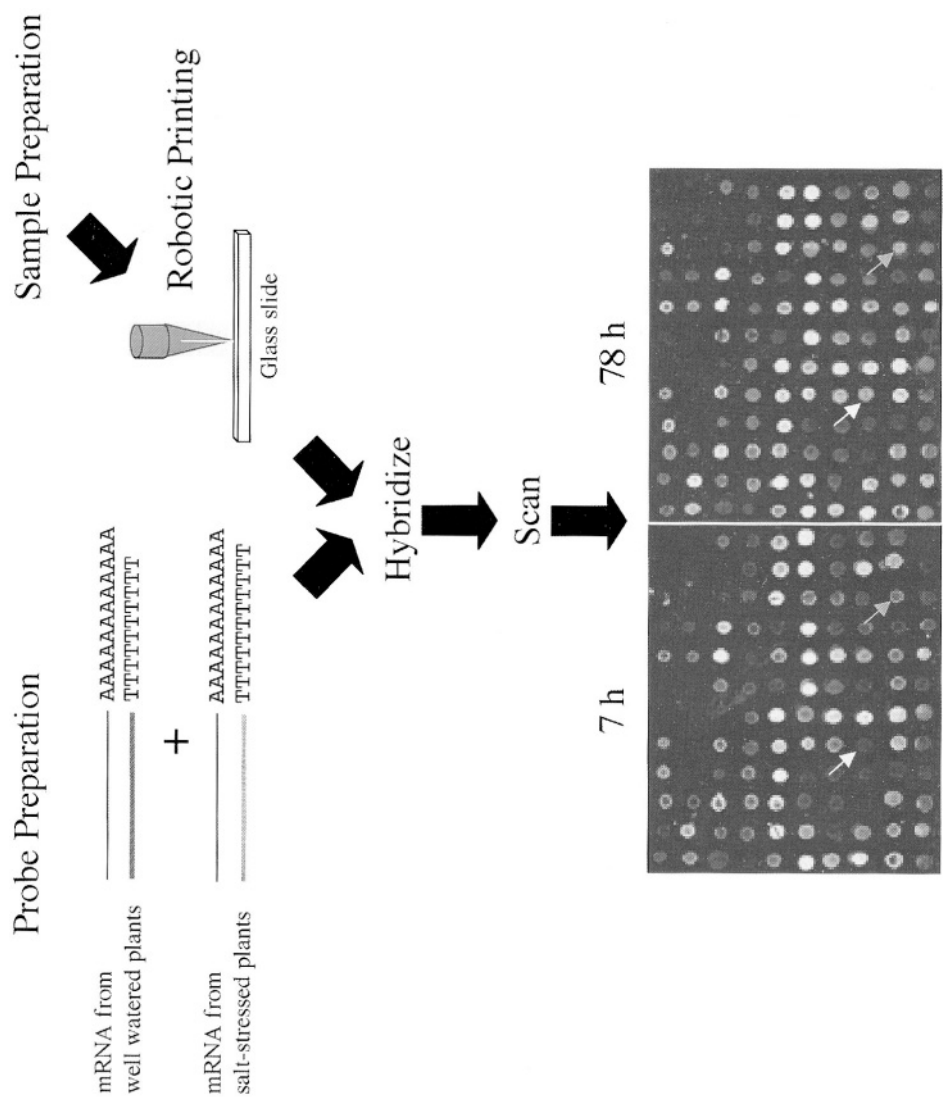 Probe Preparation
Sample Preparation
mRNA from
well watered plants
AAAAAAAAAAAA
TTTTTTTTTTT
+
mRNA from
salt-stressed plants
AAAAAAAAAAAA
TTTTTTTTTTTT
Robotic Printing
Glass slide
Hybridize
Scan
7 h
78 h